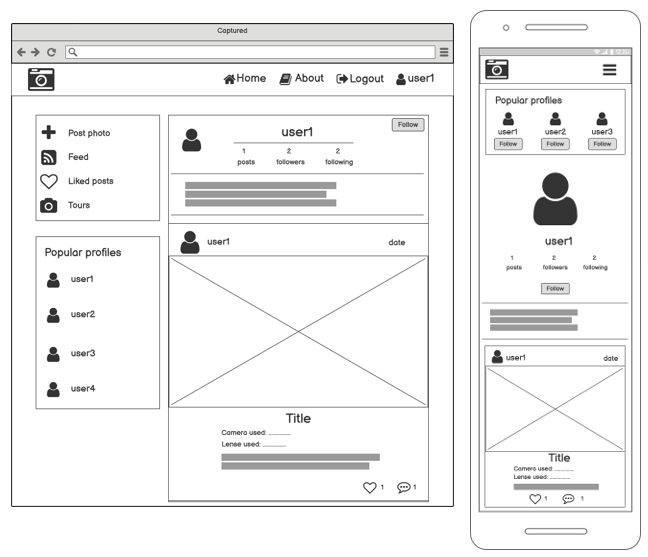 Captured
Home About Logout user1
Post photo
Feed
Liked posts
Tours
Popular profiles
user1
user2
user3
user4
Follow
user1
1 2 2
posts followers following
user1 date
Title
Camera used: ...............
Lense used: ...............
1 1
Popular profiles
user1 user2 user3
Follow Follow Follow
user1
1 2 2
posts followers following
Follow
user1 date
Title
Camera used: ...............
Lense used: ...............
1 1